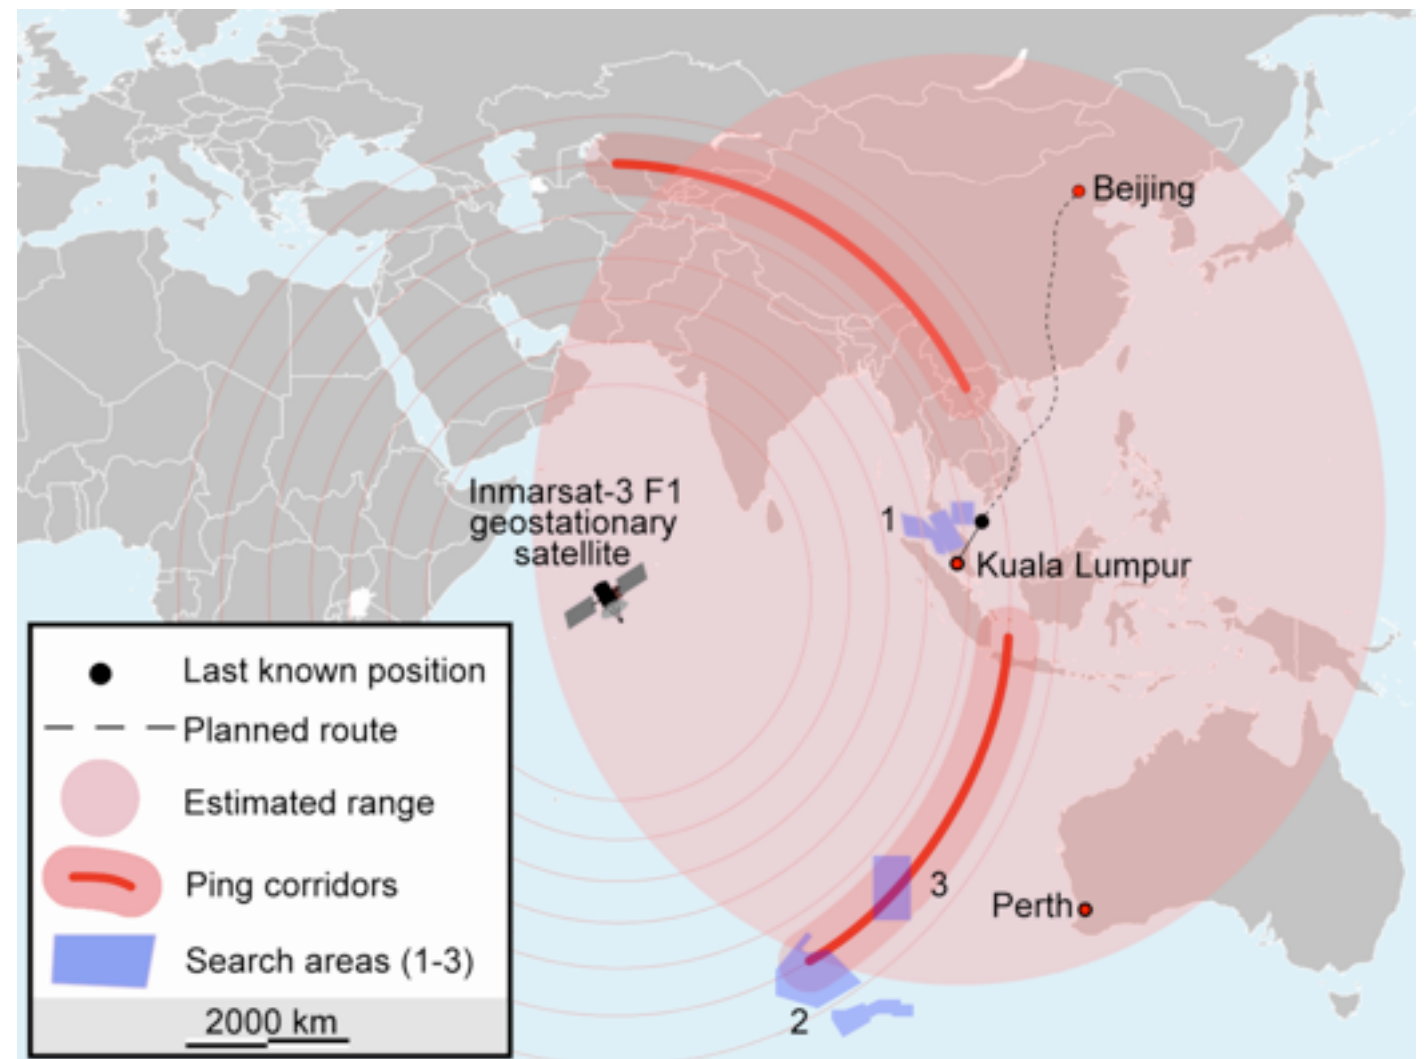 Beijing
Inmarsat-3 F1
geostationary
satellite
1
Kuala Lumpur
3
Perth
2
Last known position
Planned route
Estimated range
Ping corridors
Search areas (1-3)
2000 km